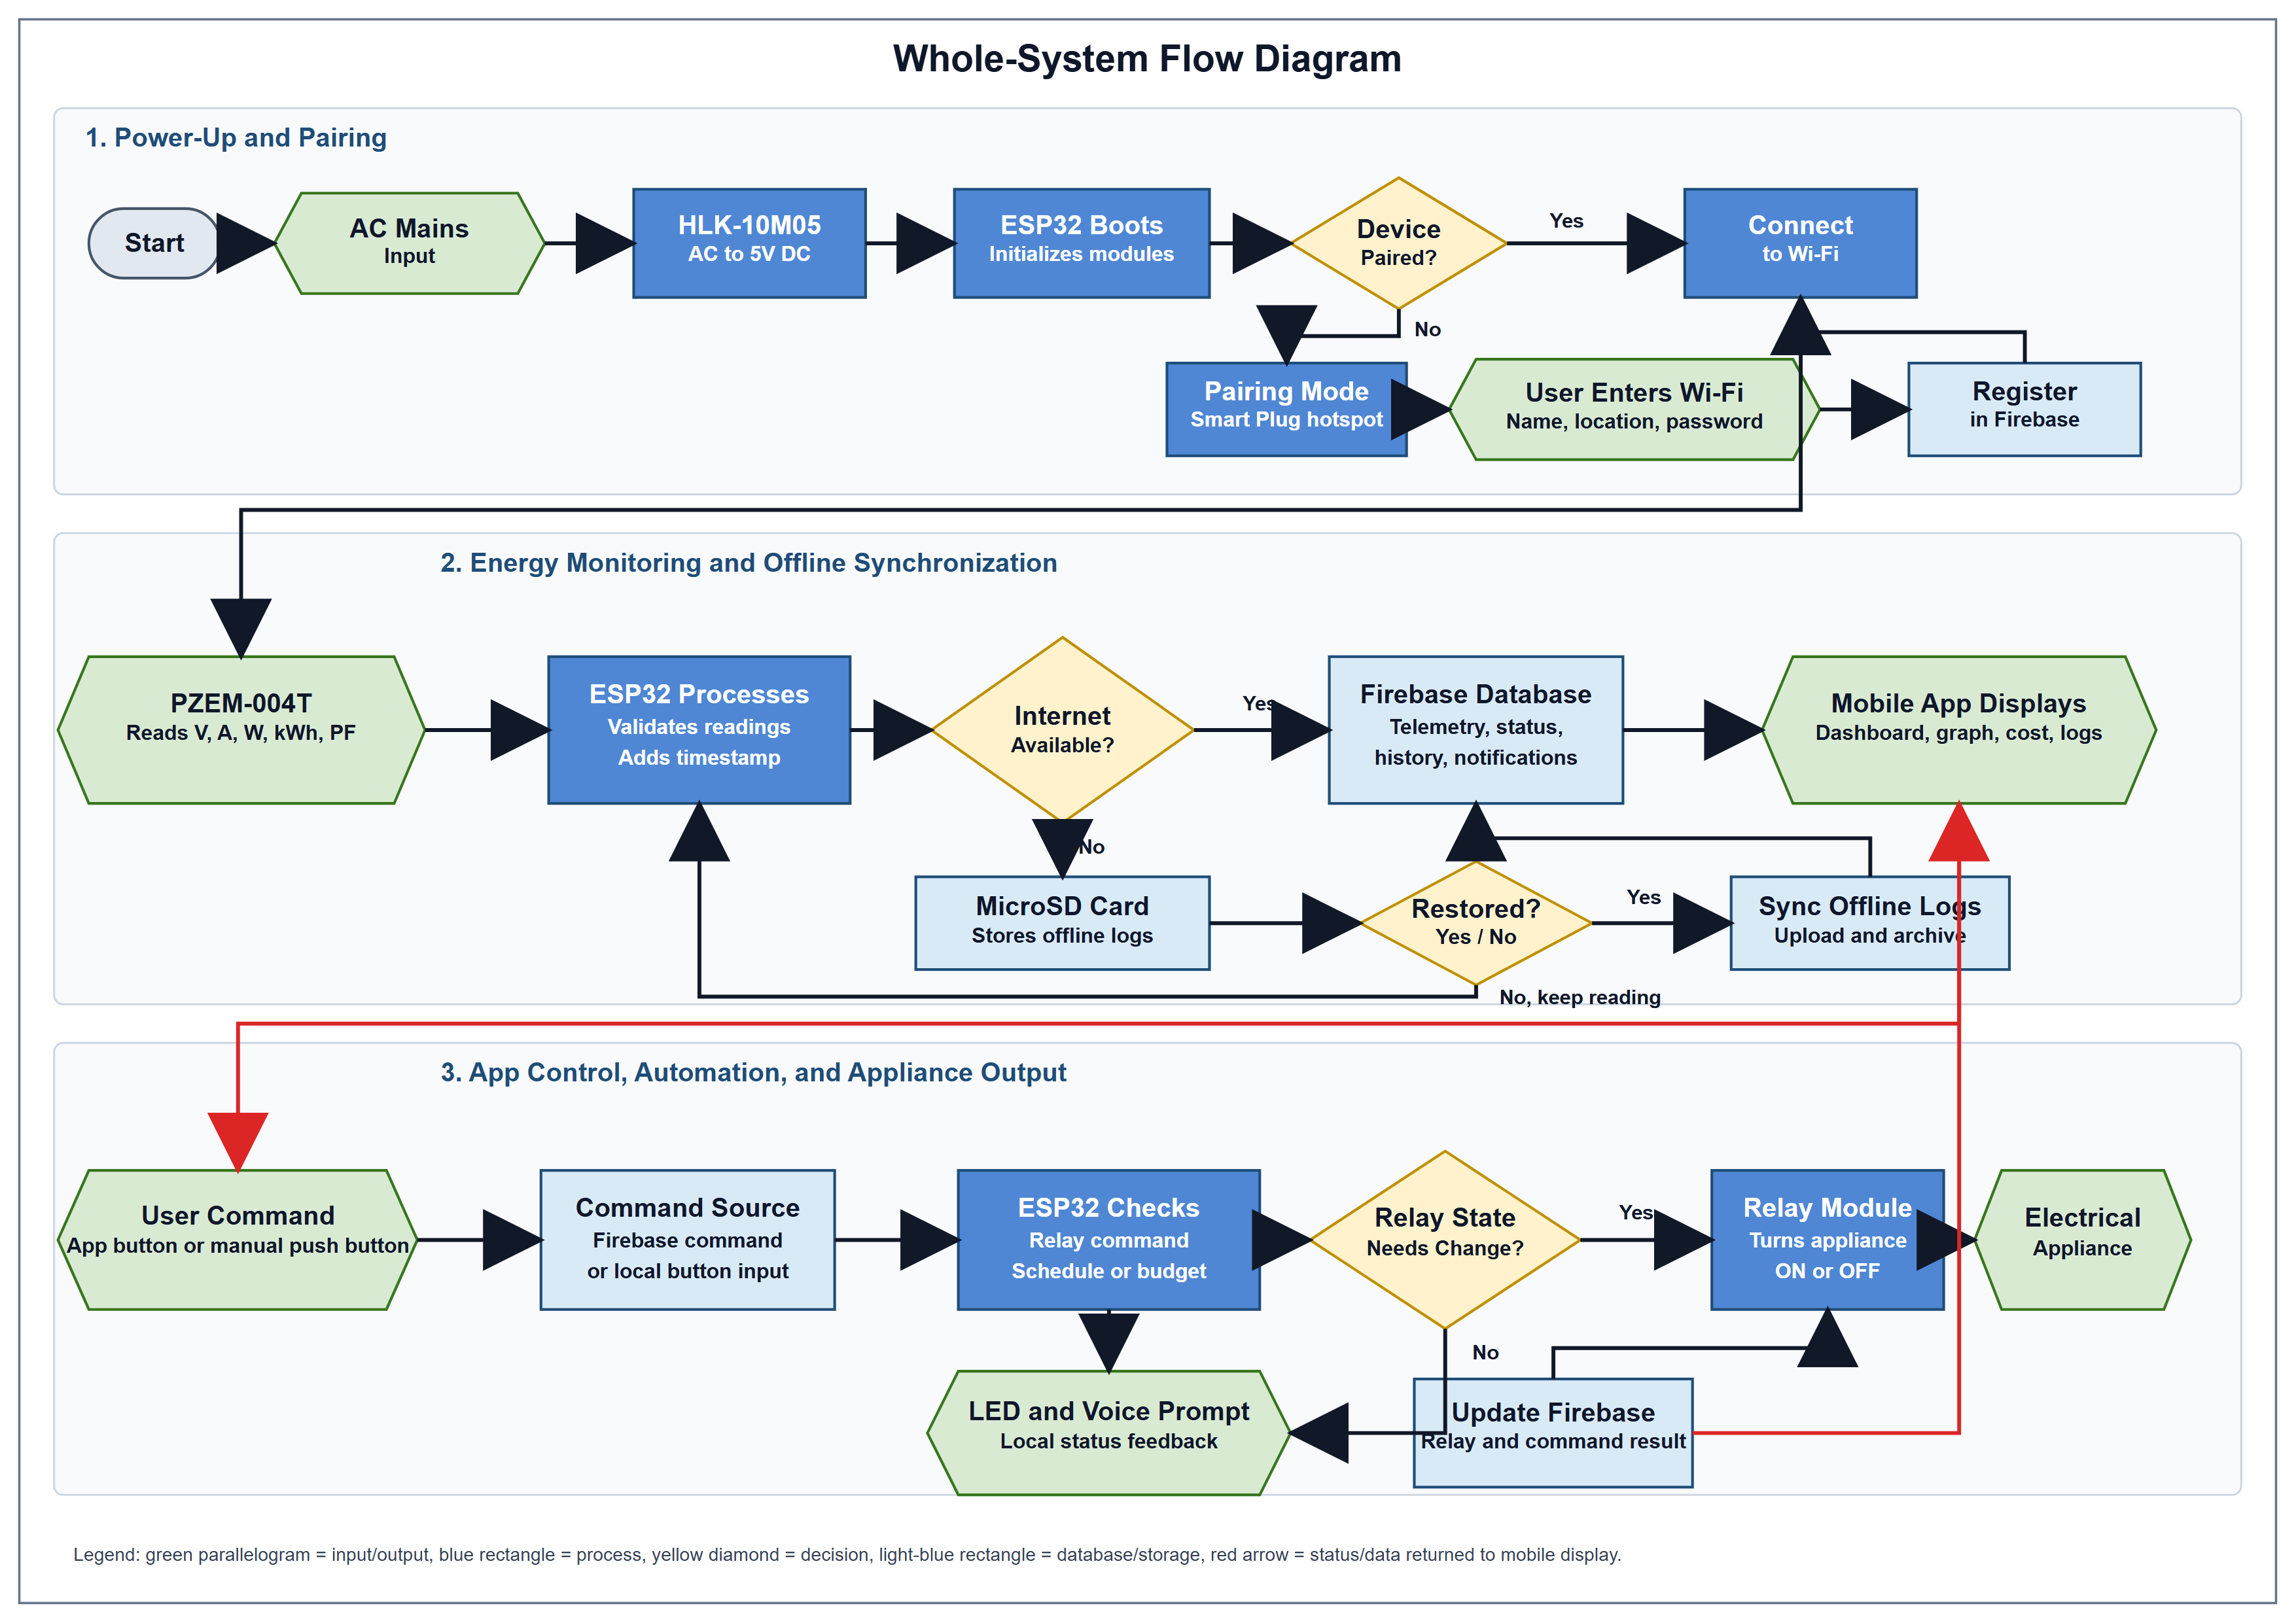 Whole-System Flow Diagram
1. Power-Up and Pairing
Start
AC Mains
Input
HLK-10M05
AC to 5V DC
ESP32 Boots
Initializes modules
Device
Paired?
Yes
Connect
to Wi-Fi
No
Pairing Mode
Smart Plug hotspot
User Enters Wi-Fi
Name, location, password
Register
in Firebase
2. Energy Monitoring and Offline Synchronization
PZEM-004T
Reads V, A, W, kWh, PF
ESP32 Processes
Validates readings
Adds timestamp
Internet
Available?
Yes
Firebase Database
Telemetry, status,
history, notifications
Mobile App Displays
Dashboard, graph, cost, logs
No
MicroSD Card
Stores offline logs
Restored?
Yes / No
Yes
Sync Offline Logs
Upload and archive
No, keep reading
3. App Control, Automation, and Appliance Output
User Command
App button or manual push button
Command Source
Firebase command
or local button input
ESP32 Checks
Relay command
Schedule or budget
Relay State
Needs Change?
Yes
Relay Module
Turns appliance
ON or OFF
Electrical
Appliance
No
LED and Voice Prompt
Local status feedback
Update Firebase
Relay and command result
Legend: green parallelogram = input/output, blue rectangle = process, yellow diamond = decision, light-blue rectangle = database/storage, red arrow = status/data returned to mobile display.